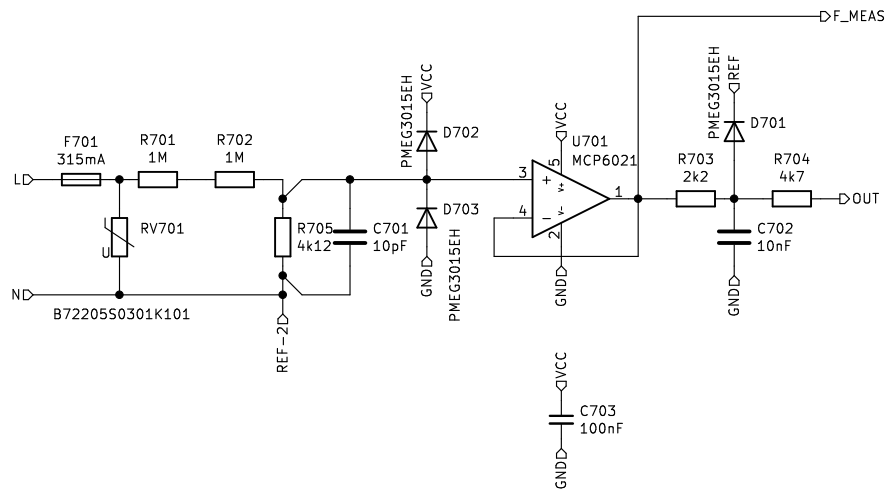 F_MEAS
PMEG3015EH
VCC
D702
PMEG3015EH
REF
D701
VCC
U701
MCP6021
5
V+
F701
315mA
R701
1M
R702
1M
L
3
+
1
4
–
V-
2
GND
R703
2k2
R704
4k7
OUT
D703
PMEG3015EH
GND
U
RV701
R705
4k12
C701
10pF
C702
10nF
GND
N
B72205S0301K101
REF-2
VCC
C703
100nF
GND